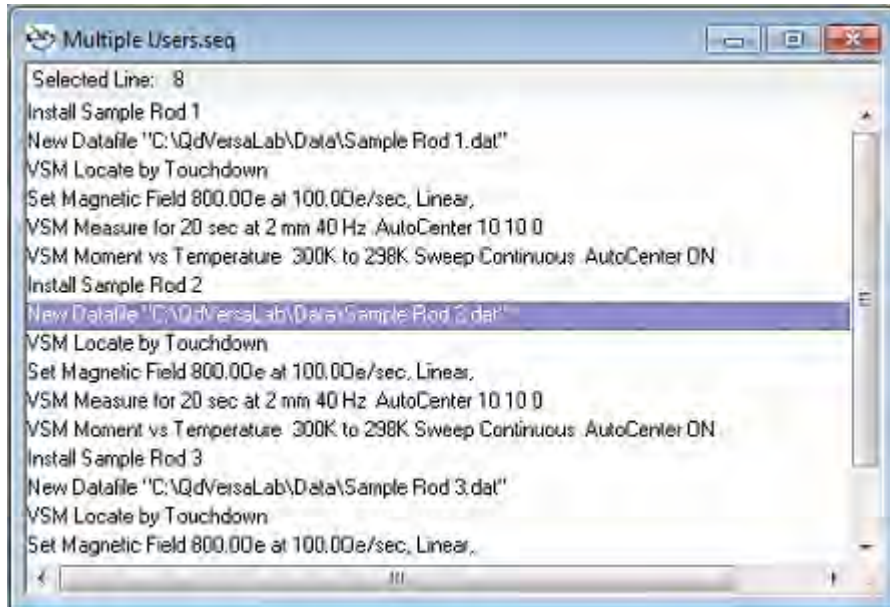 Multiple Users.seq
Selected Line: 8
Install Sample Rod 1
New Datafile "C:\QdVersaLab\Data\Sample Rod 1.dat"
VSM Locate by Touchdown
Set Magnetic Field 800.0Oe at 100.0Oe/sec, Linear,
VSM Measure for 20 sec at 2 mm 40 Hz AutoCenter 10 10 0
VSM Moment vs Temperature 300K to 298K Sweep Continuous AutoCenter ON
Install Sample Rod 2
New Datafile "C:\QdVersaLab\Data\Sample Rod 2.dat"
VSM Locate by Touchdown
Set Magnetic Field 800.0Oe at 100.0Oe/sec, Linear,
VSM Measure for 20 sec at 2 mm 40 Hz AutoCenter 10 10 0
VSM Moment vs Temperature 300K to 298K Sweep Continuous AutoCenter ON
Install Sample Rod 3
New Datafile "C:\QdVersaLab\Data\Sample Rod 3.dat"
VSM Locate by Touchdown
Set Magnetic Field 800.0Oe at 100.0Oe/sec, Linear,